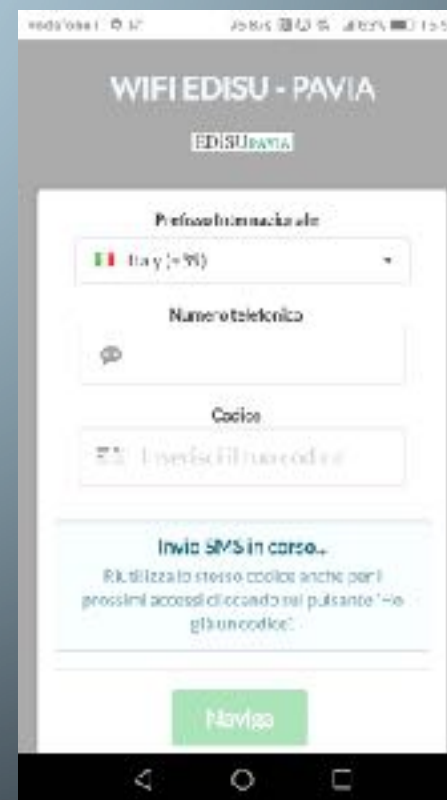 WIFI EDISU - PAVIA
EDiSU PAVIA
Prefisso Internazionale
Italy (+39)
Numero telefonico
Codice
Inserisci il tuo codice
Invio SMS in corso...
Riutilizza lo stesso codice anche per i
prossimi accessi cliccando sul pulsante "Ho
già un codice".
Naviga